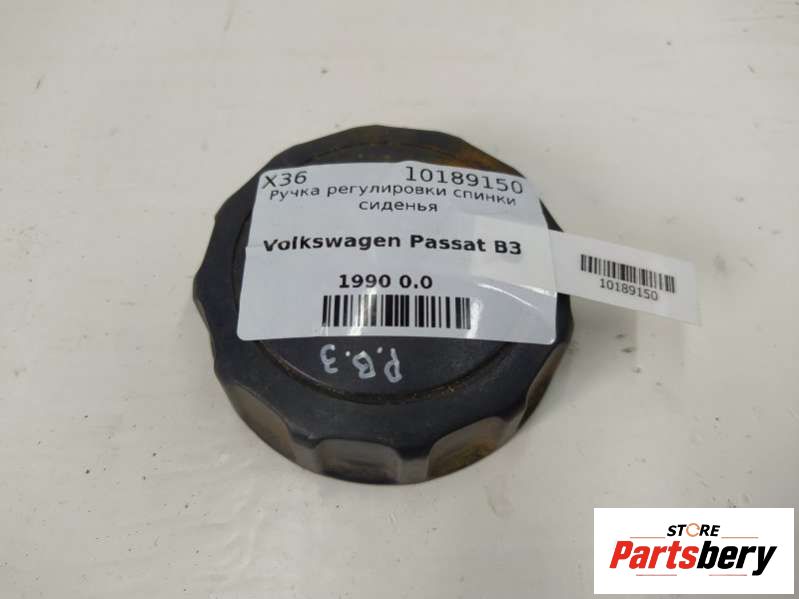 X36 10189150
Ручка регулировки спинки
сиденья
Volkswagen Passat B3
1990 0.0
10189150
P.B.3
STORE
Partsbery